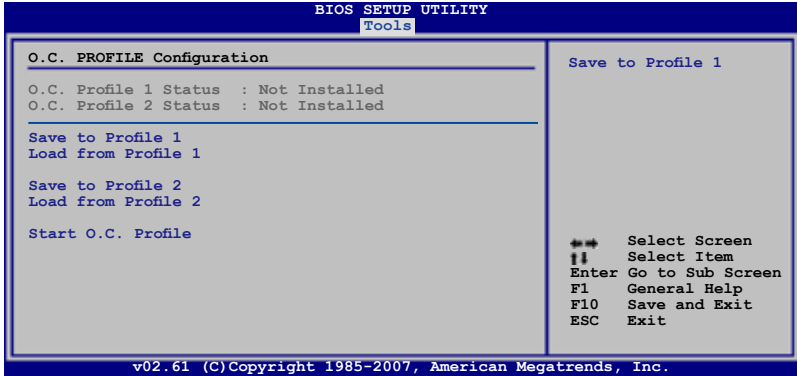 BIOS SETUP UTILITY
Tools
O.C. PROFILE Configuration
O.C. Profile 1 Status : Not Installed
O.C. Profile 2 Status : Not Installed
Save to Profile 1
Load from Profile 1
Save to Profile 2
Load from Profile 2
Start O.C. Profile
Save to Profile 1
Select Screen
Select Item
Enter Go to Sub Screen
F1 General Help
F10 Save and Exit
ESC Exit
v02.61 (C)Copyright 1985-2007, American Megatrends, Inc.